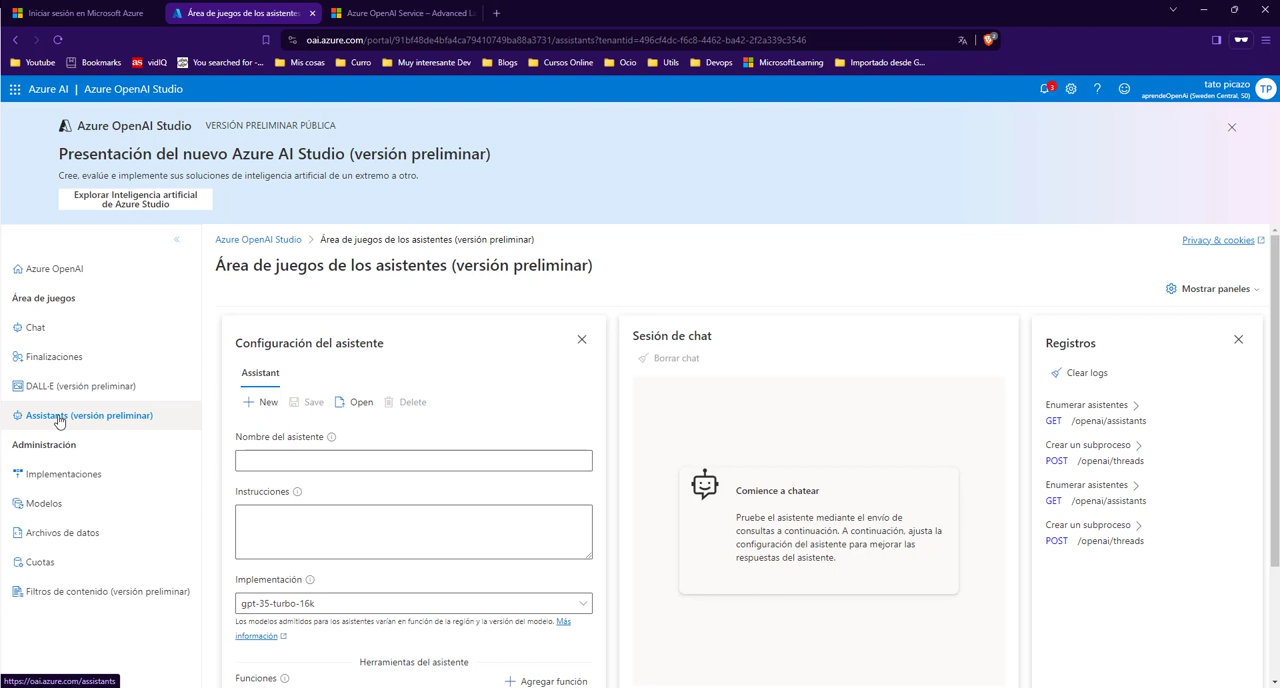 Iniciar sesión en Microsoft Azure
Área de juegos de los asistentes
Azure OpenAI Service – Advanced La
oai.azure.com/portal/91bf48de4bfa4ca79410749ba88a3731/assistants?tenantid=496cf4dc-f6c8-4462-ba42-2f2a339c3546
Youtube
Bookmarks
vidIQ
You searched for -...
Mis cosas
Curro
Muy interesante Dev
Blogs
Cursos Online
Ocio
Utils
Devops
MicrosoftLearning
Importado desde G...
Azure AI | Azure OpenAI Studio
3
tato picazo
aprendeOpenAi (Sweden Central, S0)
TP
Azure OpenAI Studio VERSIÓN PRELIMINAR PÚBLICA
Presentación del nuevo Azure AI Studio (versión preliminar)
Cree, evalúe e implemente sus soluciones de inteligencia artificial de un extremo a otro.
Explorar Inteligencia artificial
de Azure Studio
Azure OpenAI
Área de juegos
Chat
Finalizaciones
DALL·E (versión preliminar)
Assistants (versión preliminar)
Administración
Implementaciones
Modelos
Archivos de datos
Cuotas
Filtros de contenido (versión preliminar)
https://oai.azure.com/assistants
Azure OpenAI Studio > Área de juegos de los asistentes (versión preliminar)
Privacy & cookies
Área de juegos de los asistentes (versión preliminar)
Mostrar paneles
Configuración del asistente
Assistant
New Save Open Delete
Nombre del asistente
Instrucciones
Implementación
gpt-35-turbo-16k
Los modelos admitidos para los asistentes varían en función de la región y la versión del modelo. Más
información
Herramientas del asistente
Funciones
Agregar función
Sesión de chat
Borrar chat
Comience a chatear
Pruebe el asistente mediante el envío de
consultas a continuación. A continuación, ajusta la
configuración del asistente para mejorar las
respuestas del asistente.
Registros
Clear logs
Enumerar asistentes
GET /openai/assistants
Crear un subproceso
POST /openai/threads
Enumerar asistentes
GET /openai/assistants
Crear un subproceso
POST /openai/threads